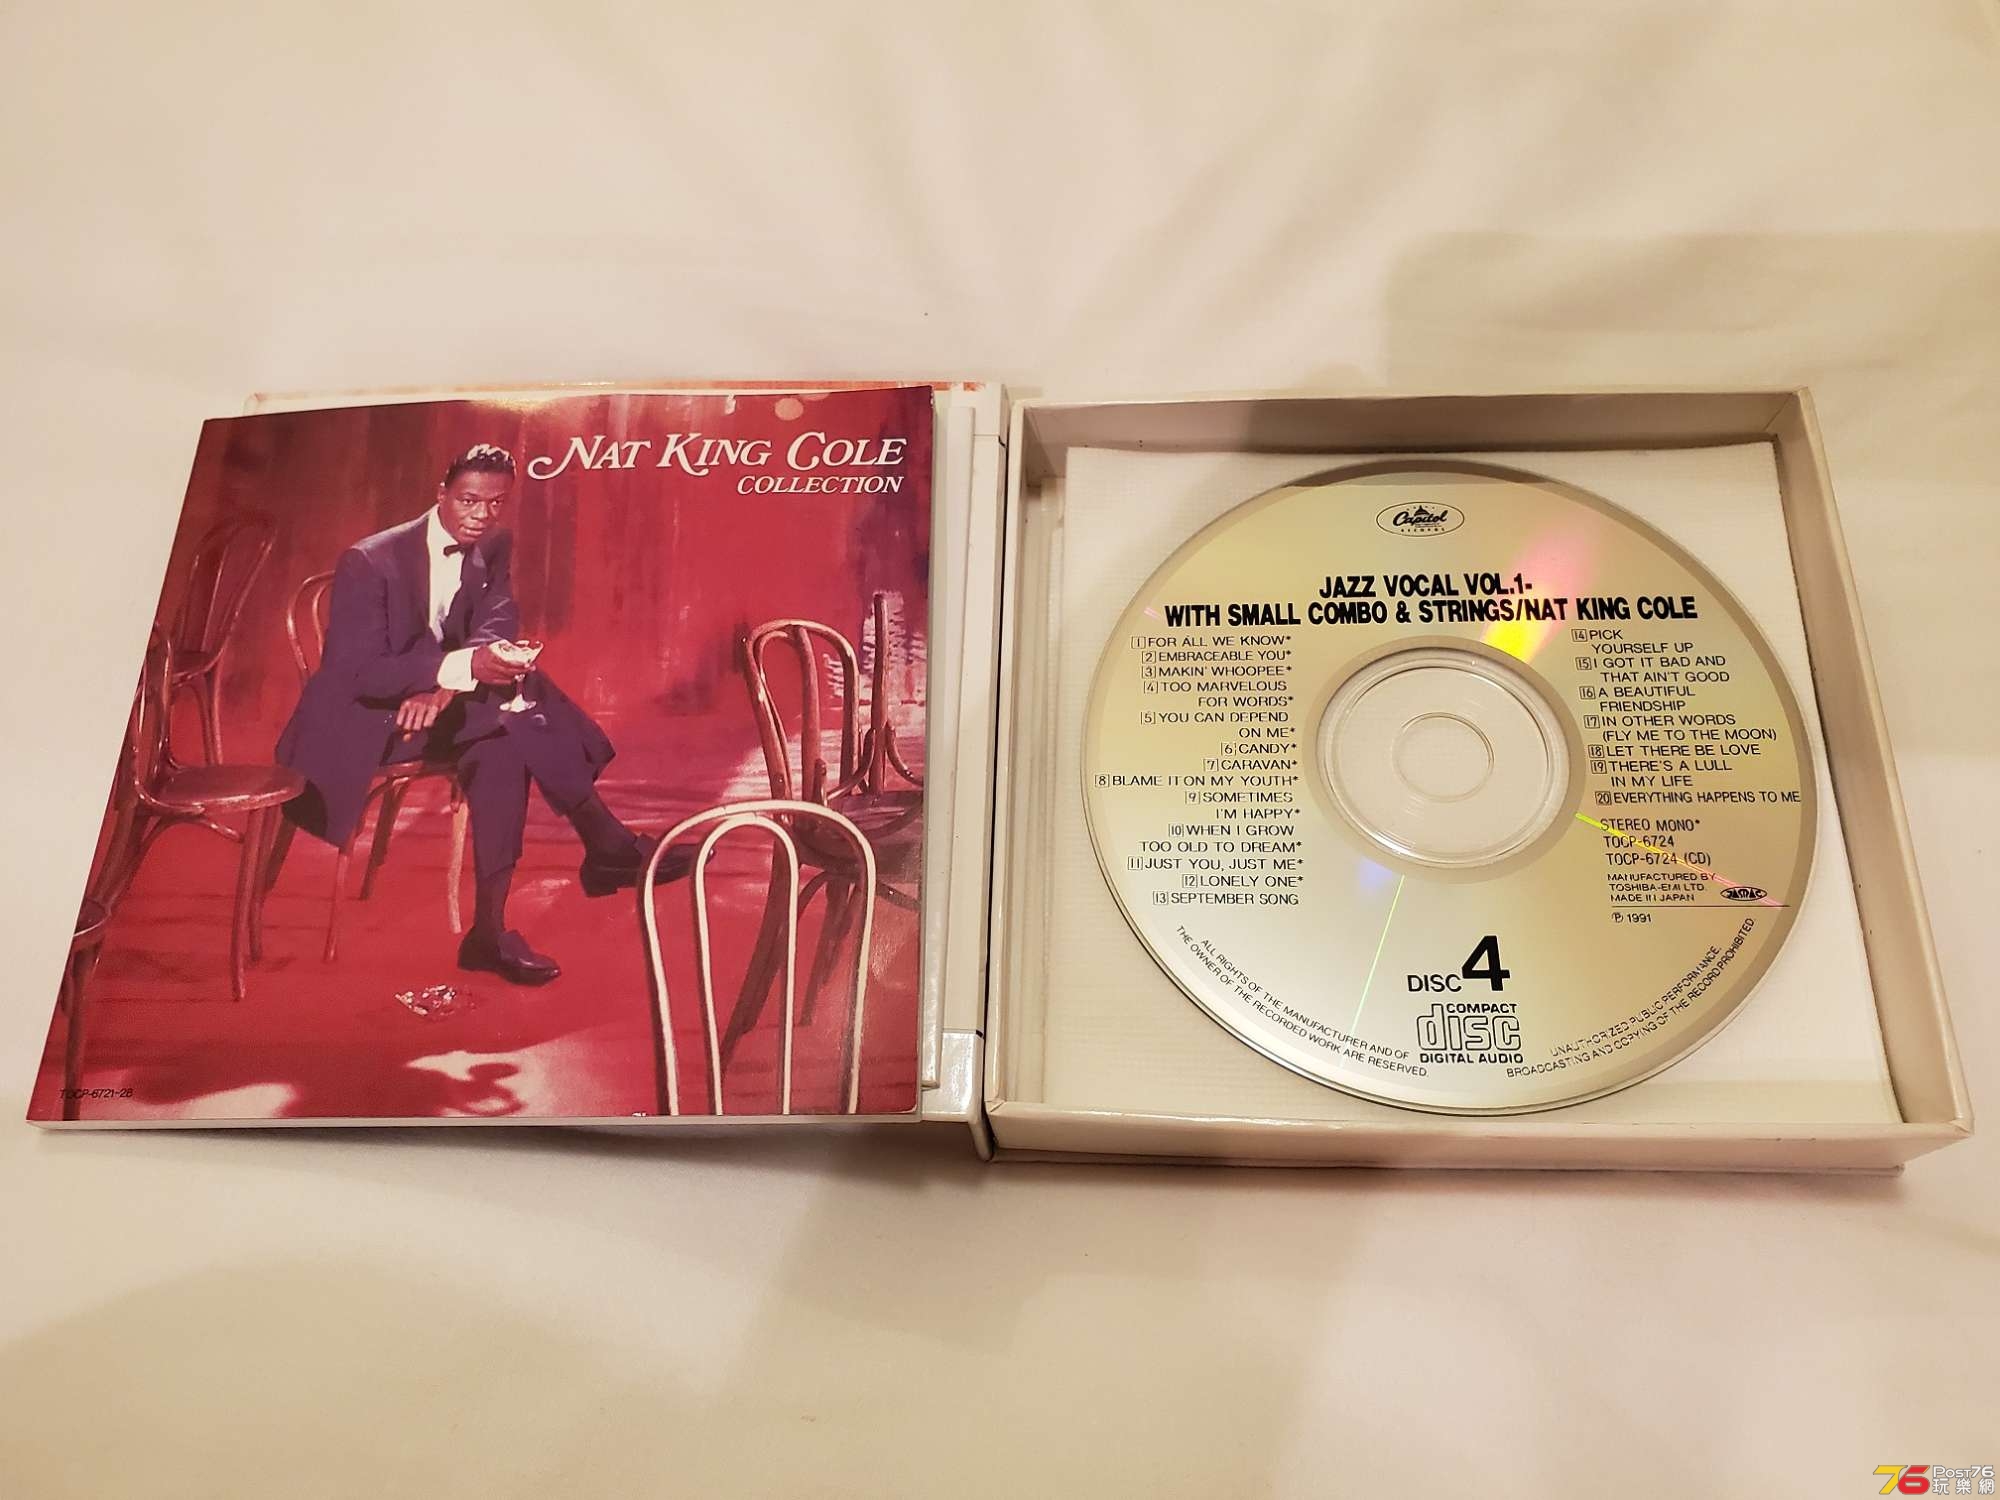 NAT KING COLE
COLLECTION
TOCP-6721-28
Capitol
RECORDS
JAZZ VOCAL VOL.1-
WITH SMALL COMBO & STRINGS/NAT KING COLE
1 FOR ALL WE KNOW*
2 EMBRACEABLE YOU*
3 MAKIN' WHOOPEE*
4 TOO MARVELOUS
FOR WORDS*
5 YOU CAN DEPEND
ON ME*
6 CANDY*
7 CARAVAN*
8 BLAME IT ON MY YOUTH*
9 SOMETIMES
I'M HAPPY*
10 WHEN I GROW
TOO OLD TO DREAM*
11 JUST YOU, JUST ME*
12 LONELY ONE*
13 SEPTEMBER SONG
14 PICK
YOURSELF UP
15 I GOT IT BAD AND
THAT AIN'T GOOD
16 A BEAUTIFUL
FRIENDSHIP
17 IN OTHER WORDS
(FLY ME TO THE MOON)
18 LET THERE BE LOVE
19 THERE'S A LULL
IN MY LIFE
20 EVERYTHING HAPPENS TO ME
STEREO MONO*
TOCP-6724
TOCP-6724 (CD)
MANUFACTURED BY
TOSHIBA-EMI LTD.
MADE IN JAPAN
JASRAC
℗ 1991
DISC 4
COMPACT
disc
DIGITAL AUDIO
ALL RIGHTS OF THE MANUFACTURER AND OF
THE OWNER OF THE RECORDED WORK ARE RESERVED.
UNAUTHORIZED PUBLIC PERFORMANCE,
BROADCASTING AND COPYING OF THE RECORD PROHIBITED.
76 POST76
玩樂網